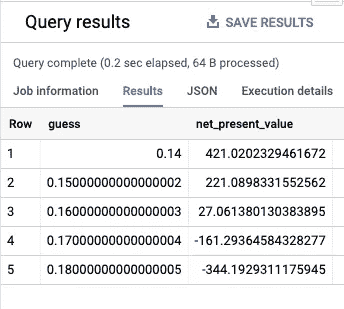 Query results SAVE RESULTS
Query complete (0.2 sec elapsed, 64 B processed)
Job information Results JSON Execution details
Row guess net_present_value
1 0.14 421.0202329461672
2 0.15000000000000002 221.0898331552562
3 0.16000000000000003 27.061380130383895
4 0.17000000000000004 -161.29364584328277
5 0.18000000000000005 -344.1929311175945